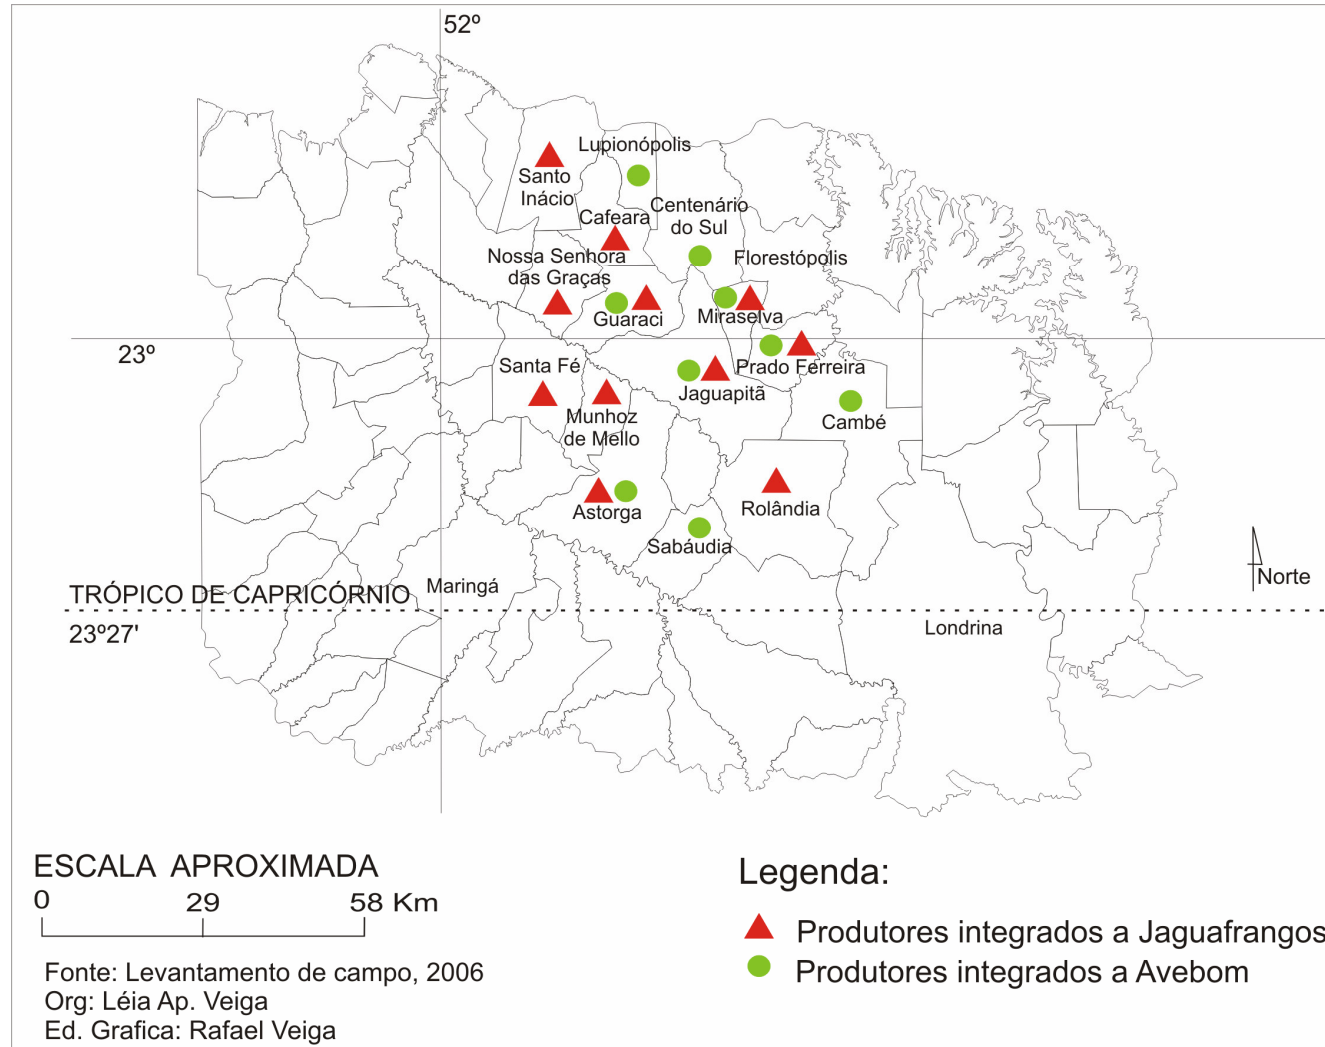 52º
Lupionópolis
Santo
Inácio
Centenário
do Sul
Cafeara
Nossa Senhora
das Graças
Florestópolis
Guaraci
Miraselva
23º
Santa Fé
Prado Ferreira
Jaguapitã
Munhoz
de Mello
Cambé
Astorga
Rolândia
Sabáudia
Norte
Maringá
TRÓPICO DE CAPRICÓRNIO
23º27'
Londrina
ESCALA APROXIMADA
0 29 58 Km
Fonte: Levantamento de campo, 2006
Org: Léia Ap. Veiga
Ed. Grafica: Rafael Veiga
Legenda:
Produtores integrados a Jaguafrangos
Produtores integrados a Avebom